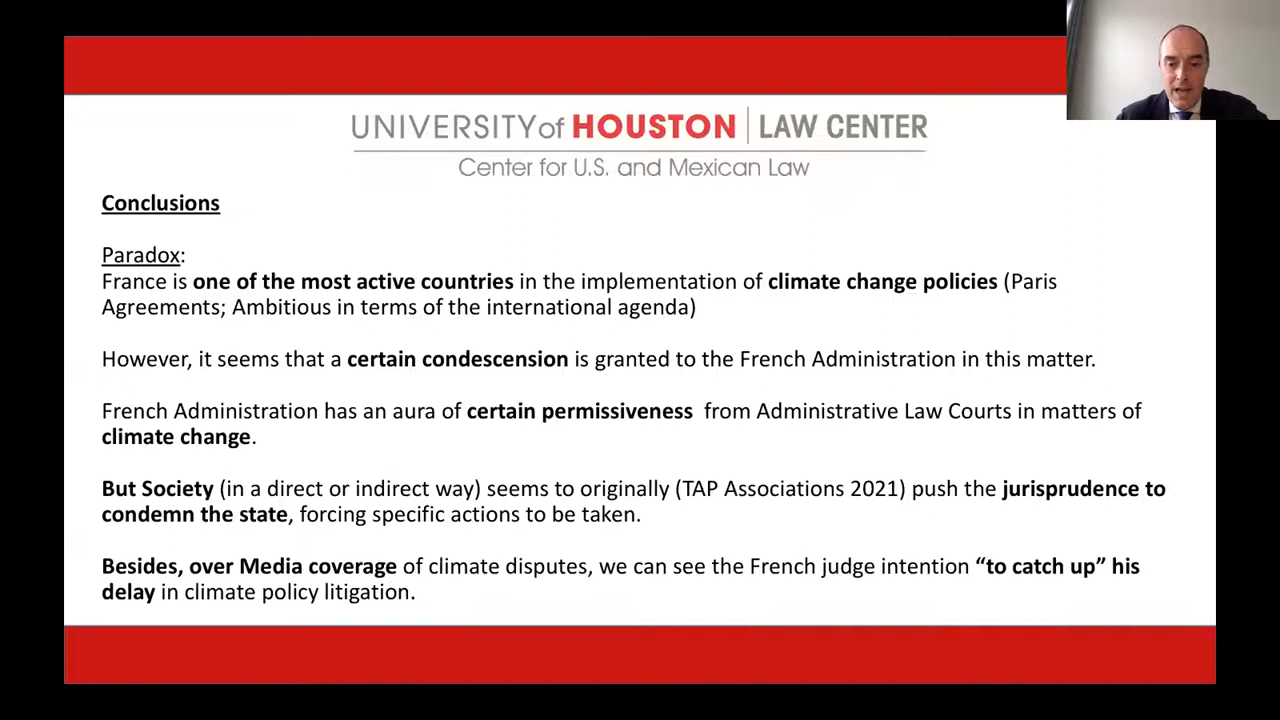 UNIVERSITY of HOUSTON | LAW CENTER
Center for U.S. and Mexican Law
Conclusions
Paradox:
France is one of the most active countries in the implementation of climate change policies (Paris
Agreements; Ambitious in terms of the international agenda)
However, it seems that a certain condescension is granted to the French Administration in this matter.
French Administration has an aura of certain permissiveness from Administrative Law Courts in matters of
climate change.
But Society (in a direct or indirect way) seems to originally (TAP Associations 2021) push the jurisprudence to
condemn the state, forcing specific actions to be taken.
Besides, over Media coverage of climate disputes, we can see the French judge intention “to catch up” his
delay in climate policy litigation.